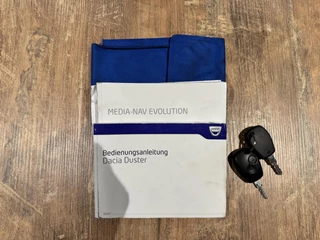 MEDIA-NAV EVOLUTION
Bedienungsanleitung
Dacia Duster